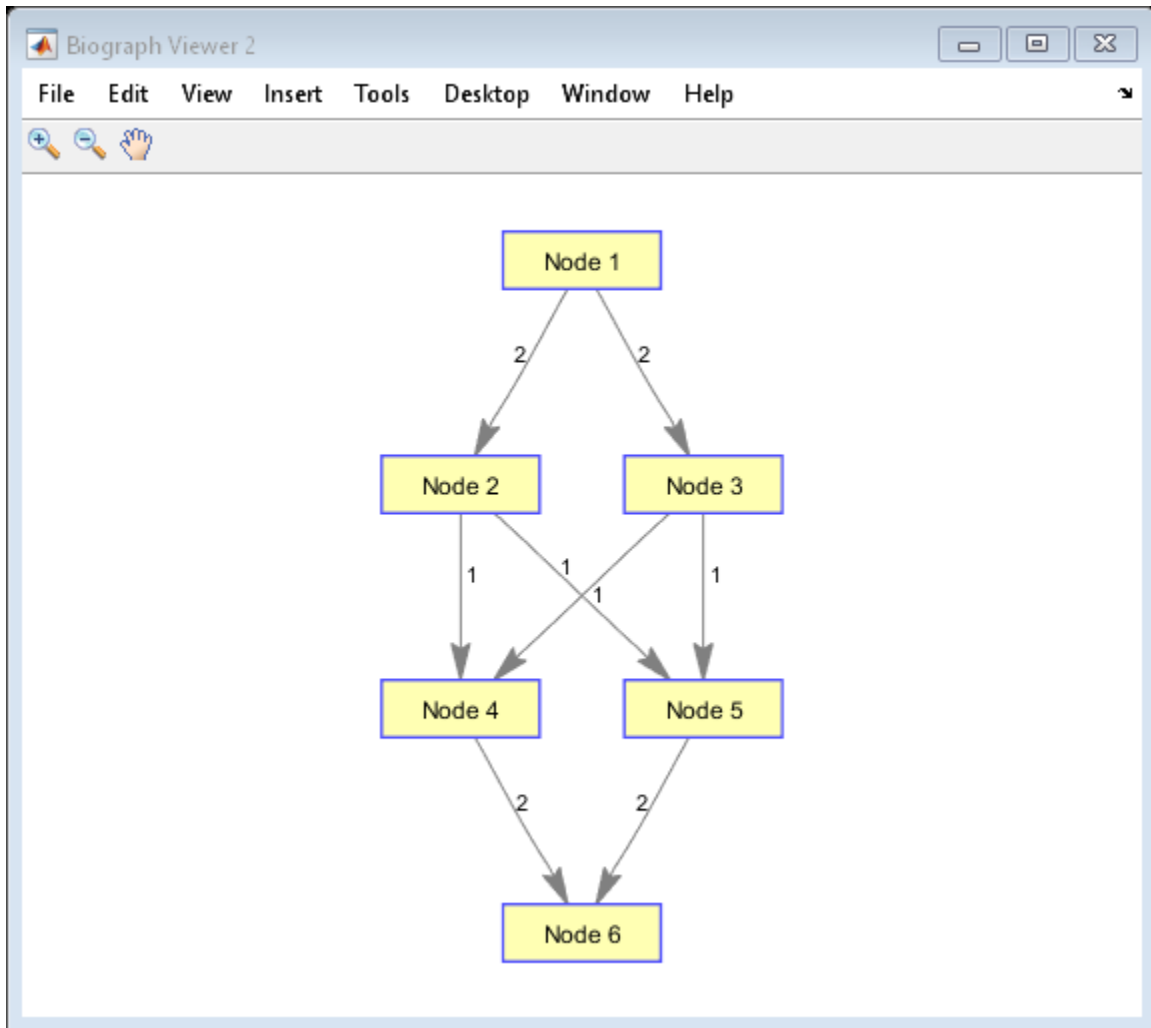 Biograph Viewer 2
File Edit View Insert Tools Desktop Window Help
Node 1
2 2
Node 2 Node 3
1 1 1 1
Node 4 Node 5
2 2
Node 6